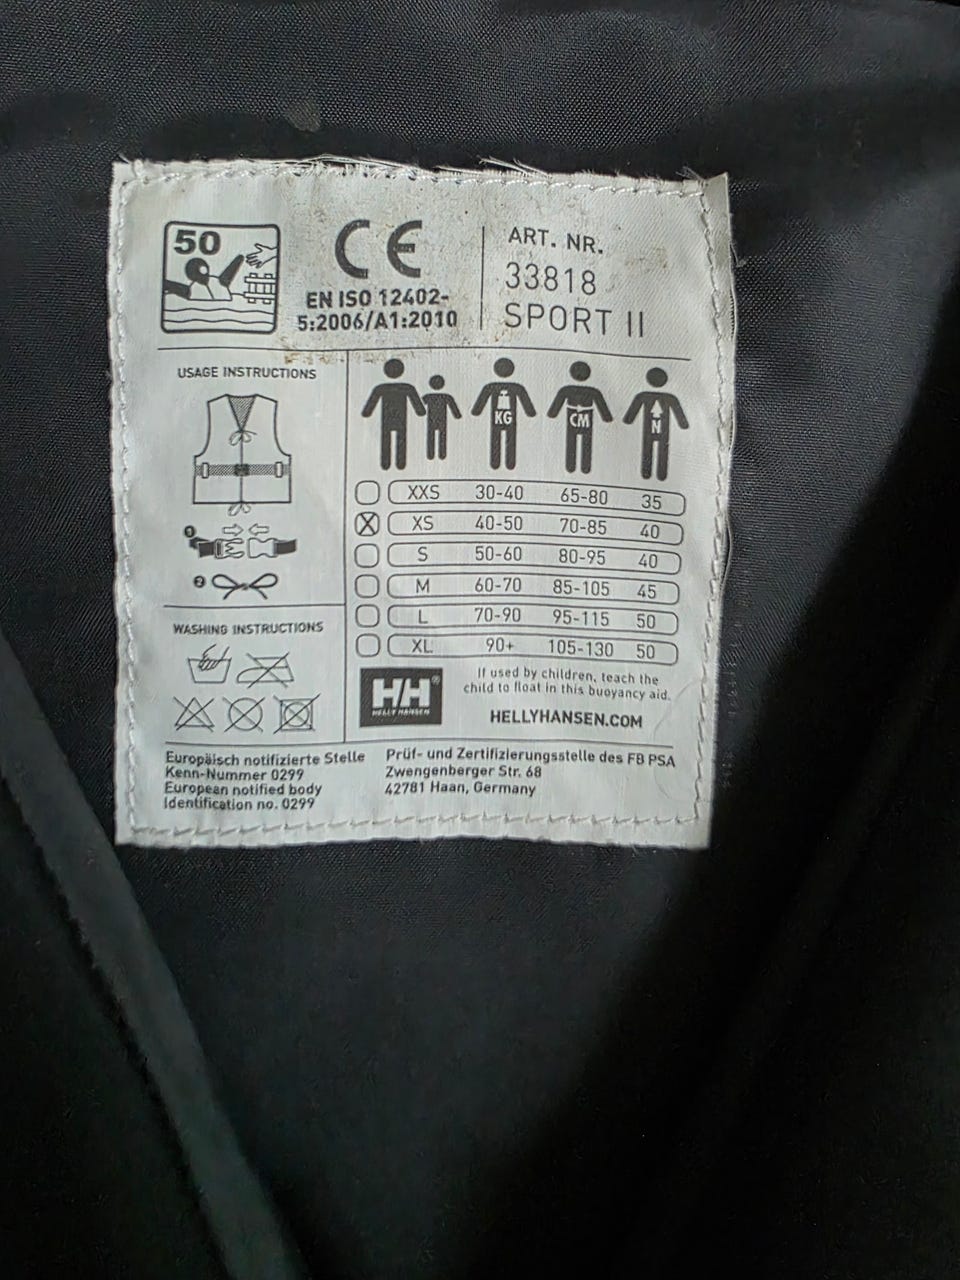 50
CE
EN ISO 12402-
5:2006/A1:2010
ART. NR.
33818
SPORT II
USAGE INSTRUCTIONS
1
2
KG
CM
N
XXS 30-40 65-80 35
XS 40-50 70-85 40
S 50-60 80-95 40
M 60-70 85-105 45
L 70-90 95-115 50
XL 90+ 105-130 50
WASHING INSTRUCTIONS
HH®
HELLY HANSEN
If used by children, teach the
child to float in this buoyancy aid.
HELLYHANSEN.COM
Europäisch notifizierte Stelle
Kenn-Nummer 0299
European notified body
Identification no. 0299
Prüf- und Zertifizierungsstelle des FB PSA
Zwengenberger Str. 68
42781 Haan, Germany